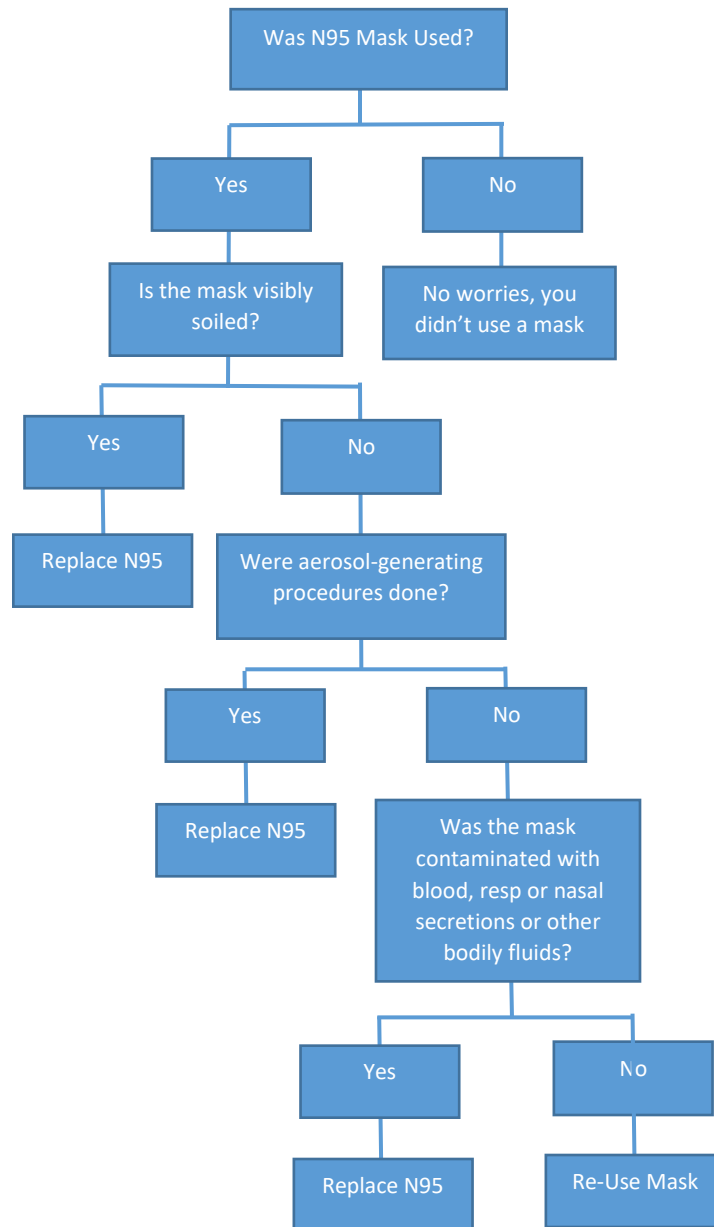 Was N95 Mask Used?
Yes
No
Is the mask visibly
soiled?
No worries, you
didn’t use a mask
Yes
No
Replace N95
Were aerosol-generating
procedures done?
Yes
No
Replace N95
Was the mask
contaminated with
blood, resp or nasal
secretions or other
bodily fluids?
Yes
No
Replace N95
Re-Use Mask